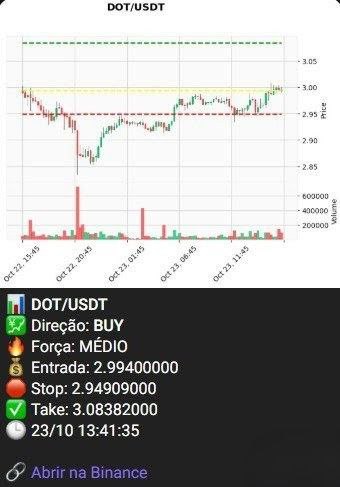 DOT/USDT
3.05
3.00
2.95
2.90
2.85
Price
600000
400000
200000
Volume
Oct 22, 15:45
Oct 22, 20:45
Oct 23, 01:45
Oct 23, 06:45
Oct 23, 11:45
DOT/USDT
Direção: BUY
Força: MÉDIO
Entrada: 2.99400000
Stop: 2.94909000
Take: 3.08382000
23/10 13:41:35
Abrir na Binance